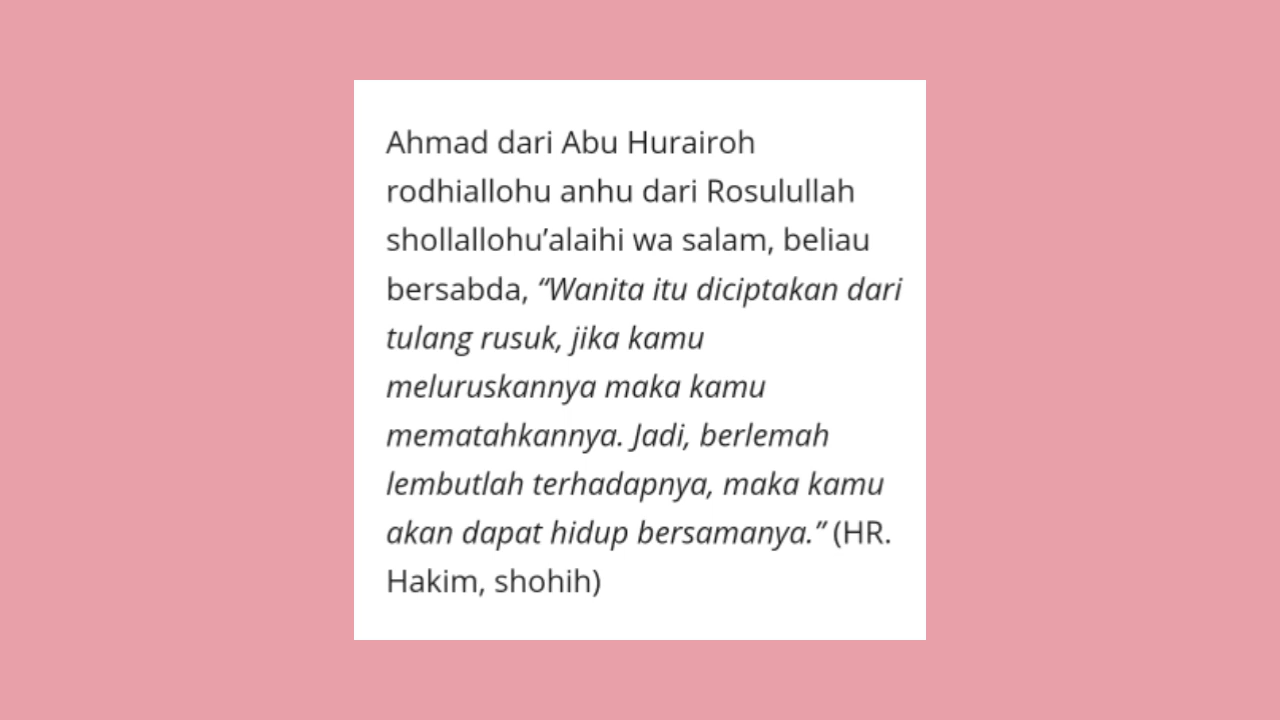 Ahmad dari Abu Hurairoh
rodhiallohu anhu dari Rosulullah
shollallohu’alaihi wa salam, beliau
bersabda, “Wanita itu diciptakan dari
tulang rusuk, jika kamu
meluruskannya maka kamu
mematahkannya. Jadi, berlemah
lembutlah terhadapnya, maka kamu
akan dapat hidup bersamanya.” (HR.
Hakim, shohih)